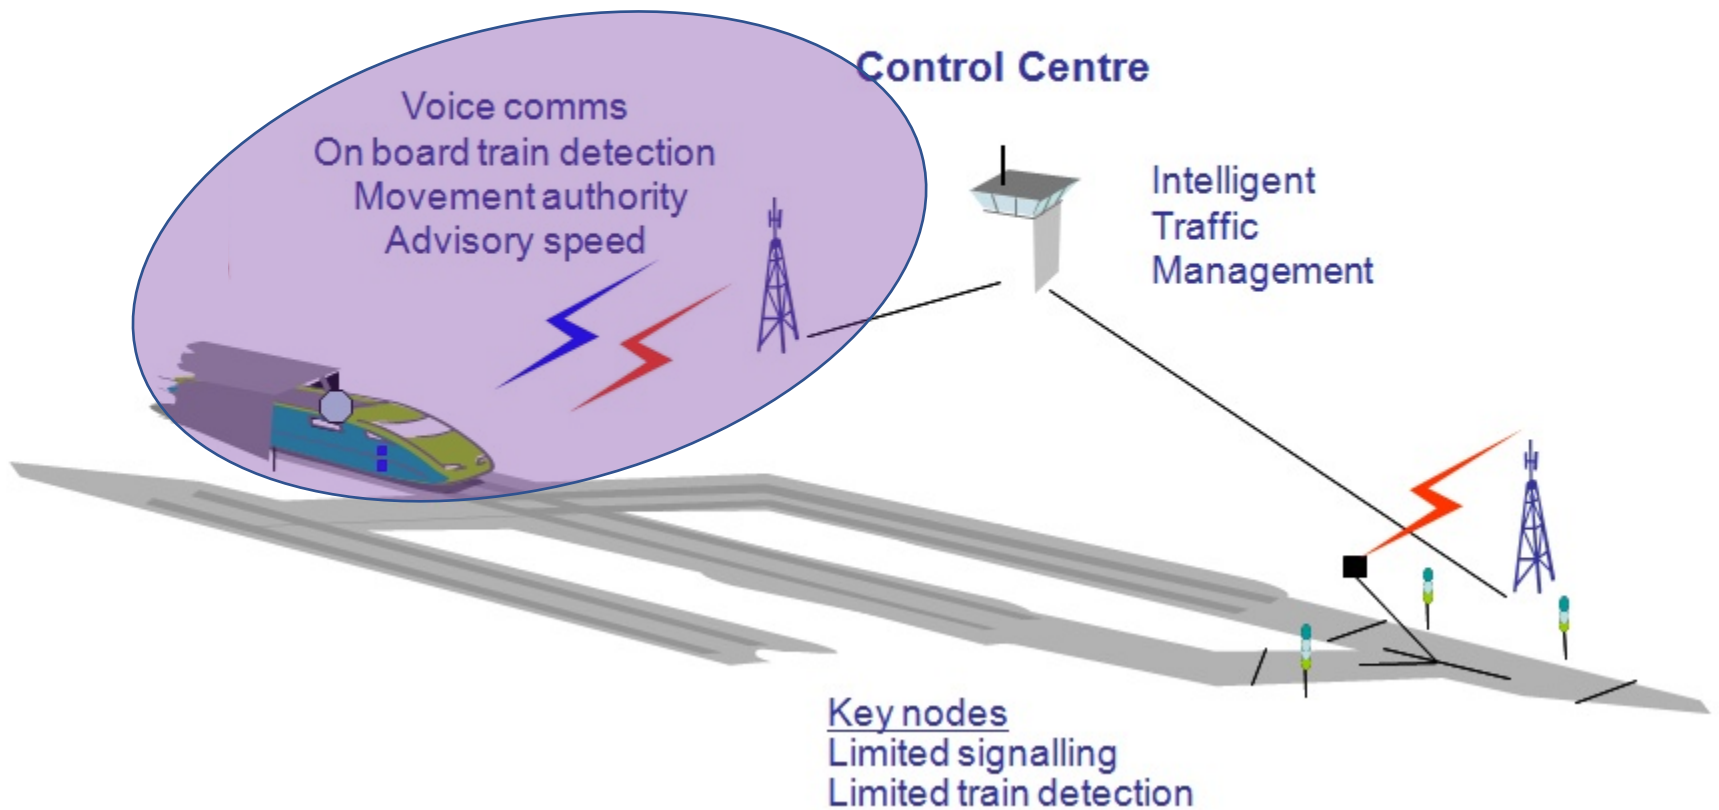 Control Centre
Voice comms
On board train detection
Movement authority
Advisory speed
Intelligent
Traffic
Management
Key nodes
Limited signalling
Limited train detection